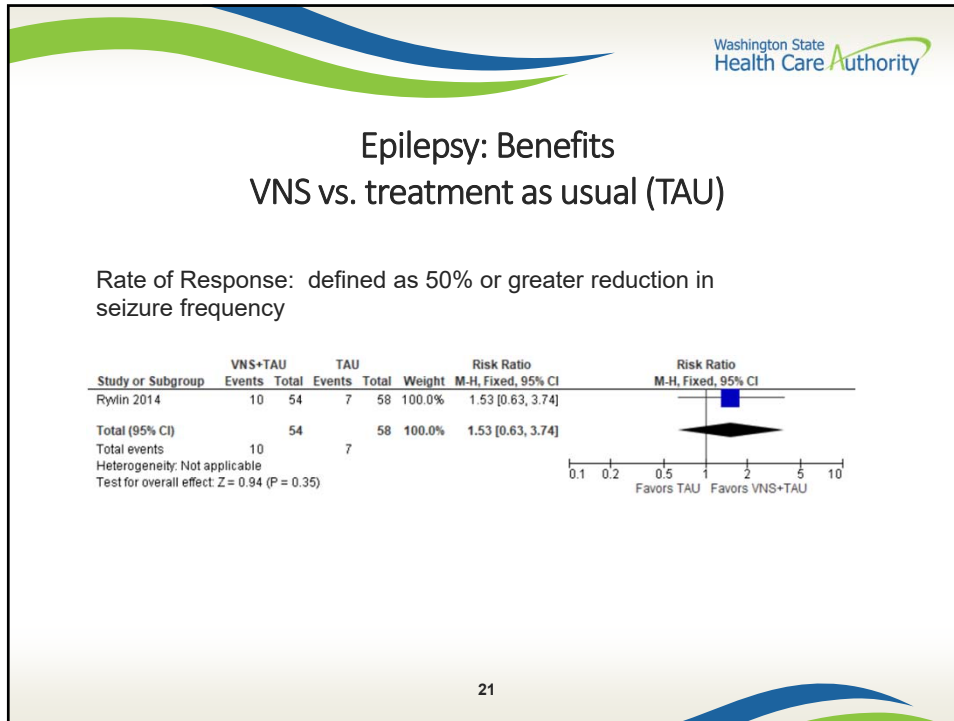 Washington State
Health Care Authority
Epilepsy: Benefits
VNS vs. treatment as usual (TAU)
Rate of Response: defined as 50% or greater reduction in
seizure frequency
VNS+TAU TAU Risk Ratio Risk Ratio
Study or Subgroup Events Total Events Total Weight M-H, Fixed, 95% CI M-H, Fixed, 95% CI
Ryvlin 2014 10 54 7 58 100.0% 1.53 [0.63, 3.74]
Total (95% CI) 54 58 100.0% 1.53 [0.63, 3.74]
Total events 10 7
Heterogeneity: Not applicable
Test for overall effect: Z = 0.94 (P = 0.35)
0.1 0.2 0.5 1 2 5 10
Favors TAU Favors VNS+TAU
21